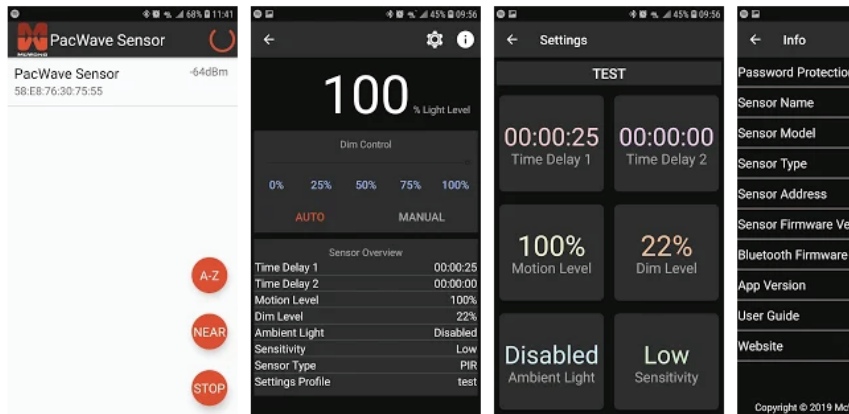 68% 11:41
PacWave Sensor
PacWave Sensor
-64dBm
58:E8:76:30:75:55
A-Z
NEAR
STOP
45% 09:56
100 % Light Level
Dim Control
0% 25% 50% 75% 100%
AUTO MANUAL
Sensor Overview
Time Delay 1 00:00:25
Time Delay 2 00:00:00
Motion Level 100%
Dim Level 22%
Ambient Light Disabled
Sensitivity Low
Sensor Type PIR
Settings Profile test
45% 09:56
Settings
TEST
00:00:25 00:00:00
Time Delay 1 Time Delay 2
100% 22%
Motion Level Dim Level
Disabled Low
Ambient Light Sensitivity
Info
Password Protection
Sensor Name
Sensor Model
Sensor Type
Sensor Address
Sensor Firmware Ve
Bluetooth Firmware
App Version
User Guide
Website
Copyright © 2019 Mc